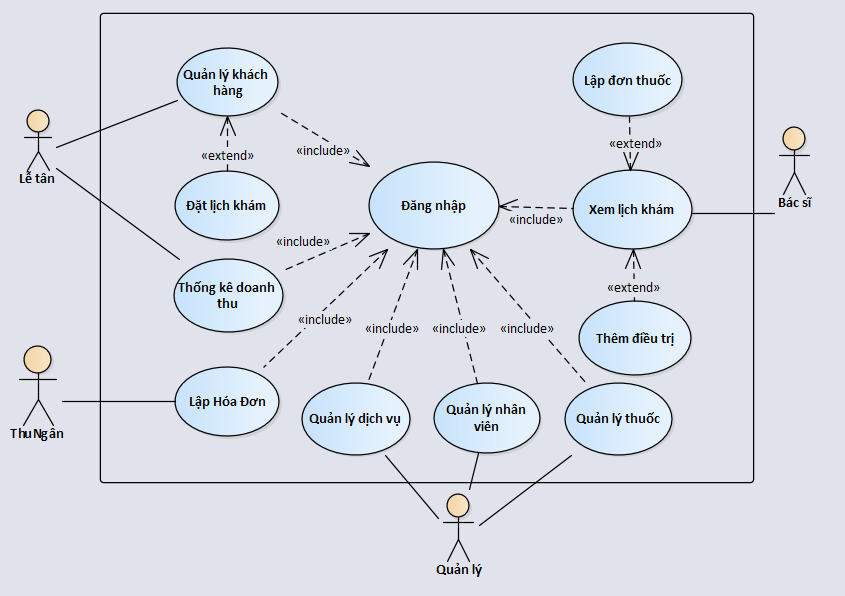 Quản lý khách
hàng
Lập đơn thuốc
«include»
«extend»
«extend»
Lễ tân
Bác sĩ
Đặt lịch khám
Đăng nhập
Xem lịch khám
«include»
«include»
Thống kê doanh
thu
«extend»
«include»
«include»
«include»
«include»
Thêm điều trị
Lập Hóa Đơn
Quản lý dịch vụ
Quản lý nhân
viên
Quản lý thuốc
ThuNgân
Quản lý